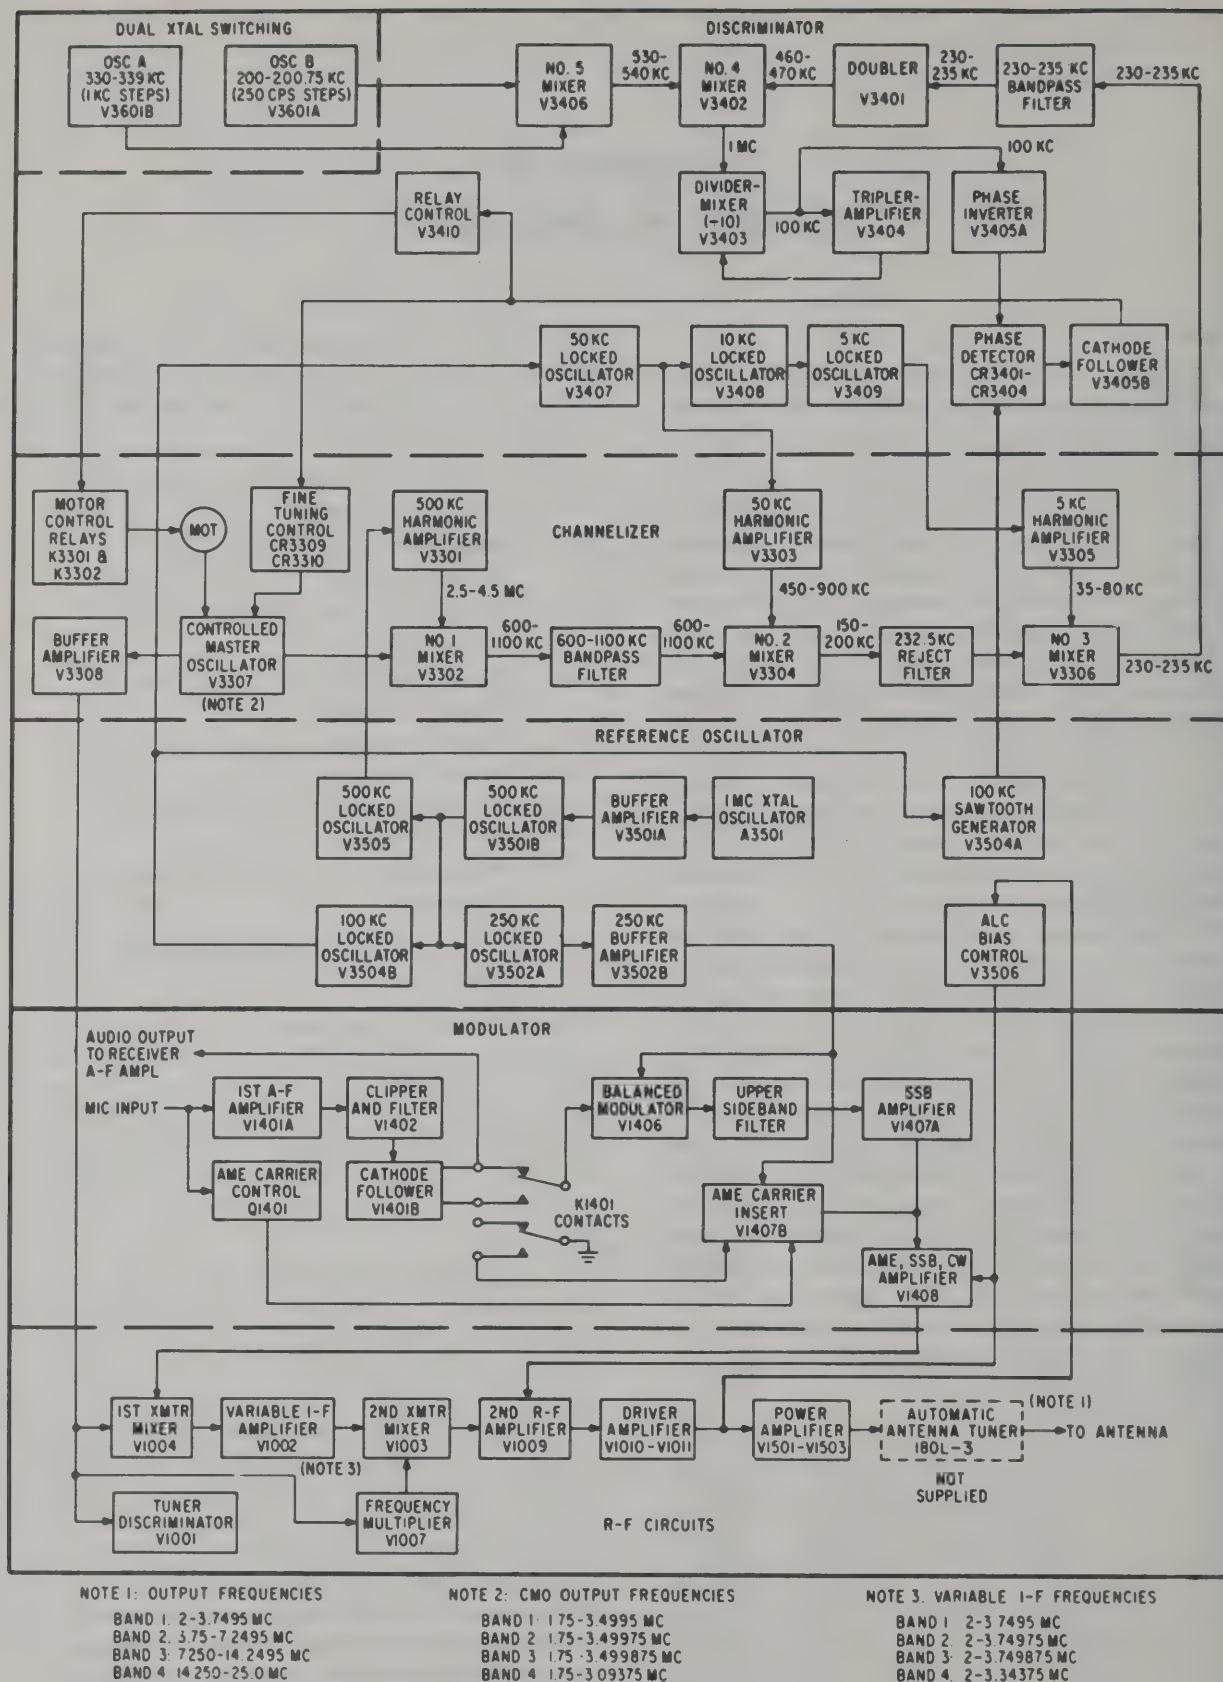 DUAL XTAL SWITCHING
OSC A
330-339 KC
(1 KC STEPS)
V3601B
OSC B
200-200.75 KC
(250 CPS STEPS)
V3601A
DISCRIMINATOR
NO. 5
MIXER
V3406
530-
540 KC
NO. 4
MIXER
V3402
460-
470 KC
DOUBLER
V3401
230-
235 KC
230-235 KC
BANDPASS
FILTER
230-235 KC
1 MC
100 KC
RELAY
CONTROL
V3410
DIVIDER-
MIXER
(÷10)
V3403
100 KC
TRIPLER-
AMPLIFIER
V3404
PHASE
INVERTER
V3405A
50 KC
LOCKED
OSCILLATOR
V3407
10 KC
LOCKED
OSCILLATOR
V3408
5 KC
LOCKED
OSCILLATOR
V3409
PHASE
DETECTOR
CR3401-
CR3404
CATHODE
FOLLOWER
V3405B
MOTOR
CONTROL
RELAYS
K3301 &
K3302
MOT
FINE
TUNING
CONTROL
CR3309
CR3310
500 KC
HARMONIC
AMPLIFIER
V3301
CHANNELIZER
50 KC
HARMONIC
AMPLIFIER
V3303
5 KC
HARMONIC
AMPLIFIER
V3305
2.5-4.5 MC
450-900 KC
35-80 KC
BUFFER
AMPLIFIER
V3308
CONTROLLED
MASTER
OSCILLATOR
V3307
(NOTE 2)
NO 1
MIXER
V3302
600-
1100 KC
600-1100 KC
BANDPASS
FILTER
600-
1100 KC
NO. 2
MIXER
V3304
150-
200 KC
232.5 KC
REJECT
FILTER
NO. 3
MIXER
V3306
230-235 KC
REFERENCE OSCILLATOR
500 KC
LOCKED
OSCILLATOR
V3505
500 KC
LOCKED
OSCILLATOR
V3501B
BUFFER
AMPLIFIER
V3501A
1 MC XTAL
OSCILLATOR
A3501
100 KC
SAWTOOTH
GENERATOR
V3504A
100 KC
LOCKED
OSCILLATOR
V3504B
250 KC
LOCKED
OSCILLATOR
V3502A
250 KC
BUFFER
AMPLIFIER
V3502B
ALC
BIAS
CONTROL
V3506
MODULATOR
AUDIO OUTPUT
TO RECEIVER
A-F AMPL
MIC INPUT
1ST A-F
AMPLIFIER
V1401A
CLIPPER
AND FILTER
V1402
BALANCED
MODULATOR
V1406
UPPER
SIDEBAND
FILTER
SSB
AMPLIFIER
V1407A
AME CARRIER
CONTROL
Q1401
CATHODE
FOLLOWER
V1401B
K1401
CONTACTS
AME CARRIER
INSERT
V1407B
AME, SSB, CW
AMPLIFIER
V1408
1ST XMTR
MIXER
V1004
VARIABLE I-F
AMPLIFIER
V1002
(NOTE 3)
2ND XMTR
MIXER
V1003
2ND R-F
AMPLIFIER
V1009
DRIVER
AMPLIFIER
V1010-V1011
POWER
AMPLIFIER
V1501-V1503
AUTOMATIC
ANTENNA TUNER
180L-3
(NOTE 1)
TO ANTENNA
NOT
SUPPLIED
TUNER
DISCRIMINATOR
V1001
FREQUENCY
MULTIPLIER
V1007
R-F CIRCUITS
NOTE 1: OUTPUT FREQUENCIES
BAND 1. 2-3.7495 MC
BAND 2. 3.75-7.2495 MC
BAND 3: 7.250-14.2495 MC
BAND 4 14.250-25.0 MC
NOTE 2: CMO OUTPUT FREQUENCIES
BAND 1· 1.75-3.4995 MC
BAND 2 1.75-3.49975 MC
BAND 3 1.75-3.499875 MC
BAND 4 1.75-3.09375 MC
NOTE 3. VARIABLE I-F FREQUENCIES
BAND 1 2-3.7495 MC
BAND 2. 2-3.74975 MC
BAND 3· 2-3.749875 MC
BAND 4. 2-3.34375 MC